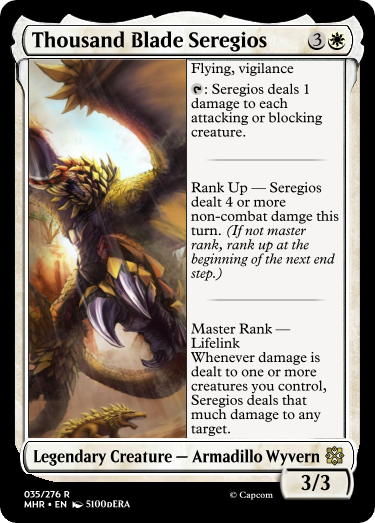 Thousand Blade Seregios 3
Flying, vigilance
: Seregios deals 1
damage to each
attacking or blocking
creature.
Rank Up — Seregios
dealt 4 or more
non-combat damge this
turn. (If not master
rank, rank up at the
beginning of the next end
step.)
Master Rank —
Lifelink
Whenever damage is
dealt to one or more
creatures you control,
Seregios deals that
much damage to any
target.
Legendary Creature — Armadillo Wyvern
3/3
035/276 R
MHR • EN 5100dERA
© Capcom